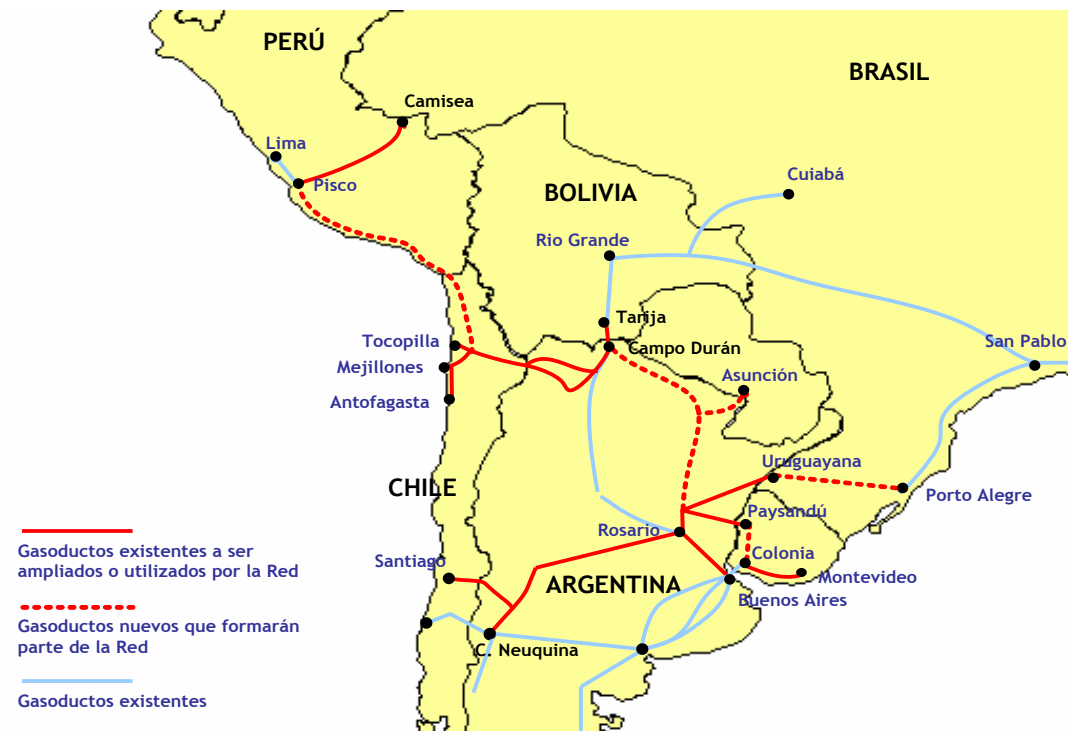 PERÚ
BRASIL
Camisea
Lima
Pisco
Cuiabá
BOLIVIA
Rio Grande
Tarija
Campo Durán
Tocopilla
Mejillones
Antofagasta
San Pablo
Asunción
Uruguayana
CHILE
Porto Alegre
Paysandú
Rosario
Colonia
Santiago
ARGENTINA
Montevideo
Buenos Aires
C. Neuquina
Gasoductos existentes a ser
ampliados o utilizados por la Red
Gasoductos nuevos que formarán
parte de la Red
Gasoductos existentes